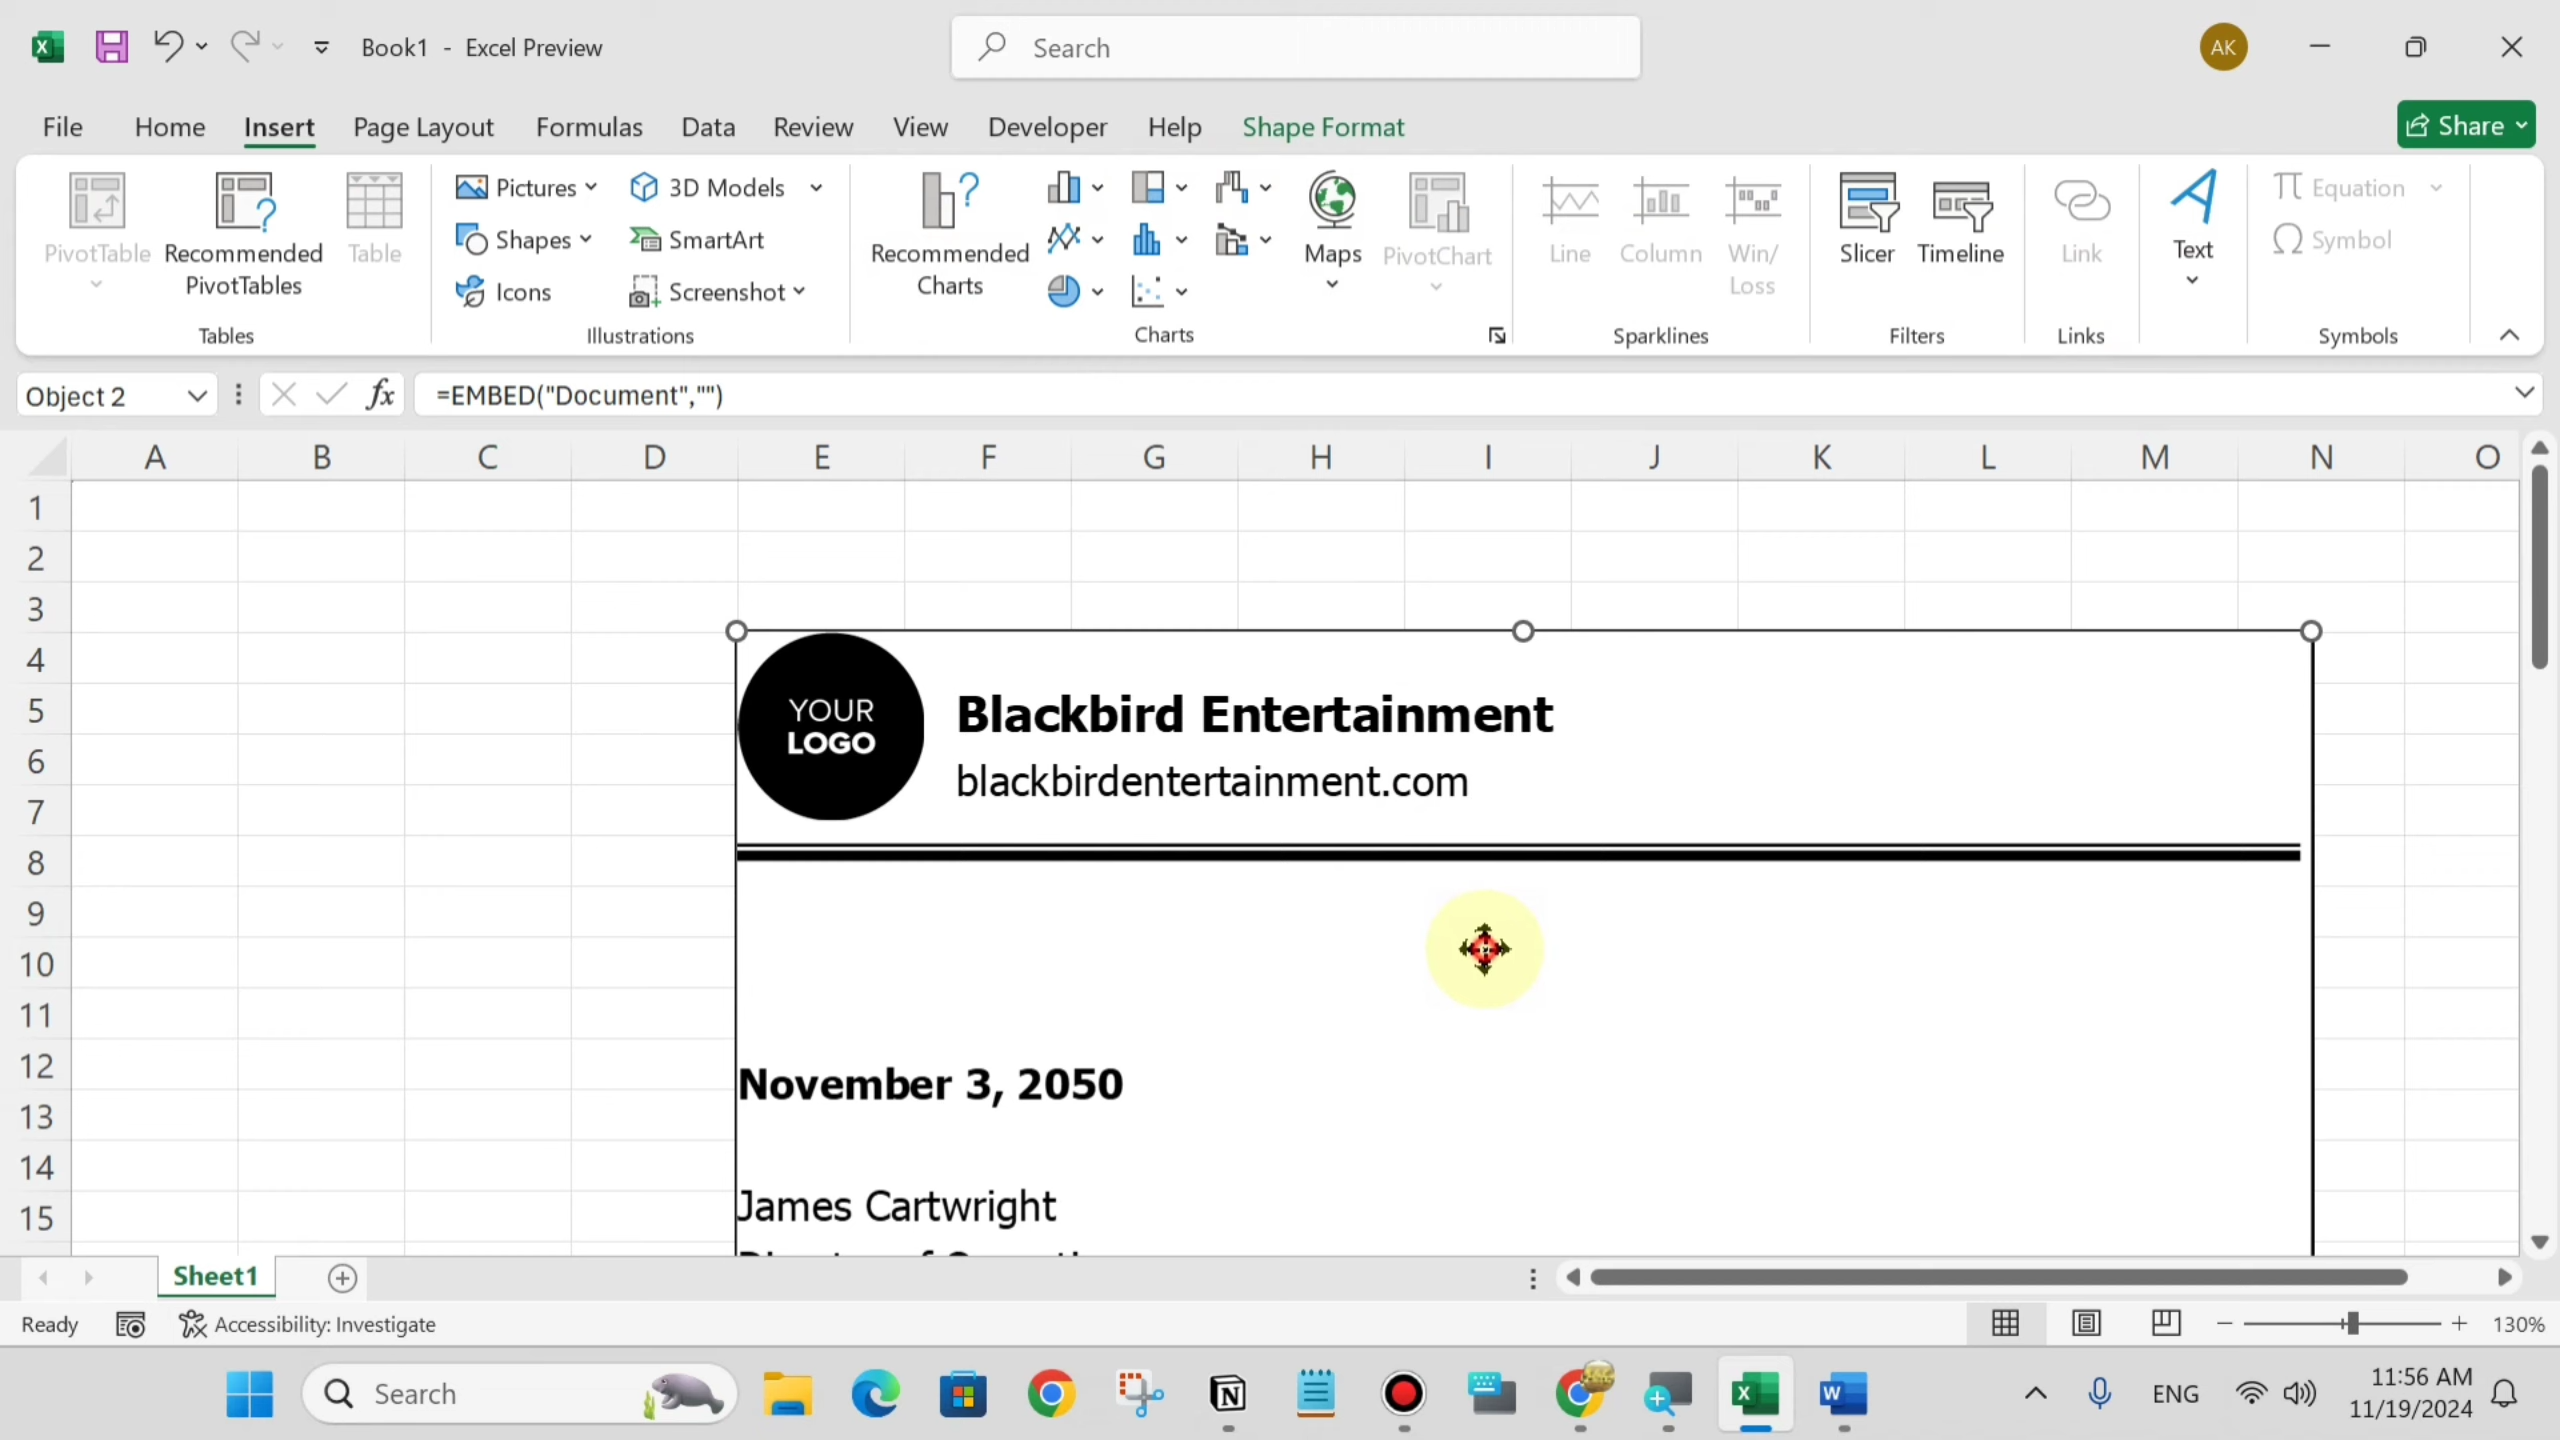 Book1 - Excel Preview
Search
AK
File Home Insert Page Layout Formulas Data Review View Developer Help Shape Format
Share
PivotTable
Recommended
PivotTables
Table
Tables
Pictures
3D Models
Shapes
SmartArt
Icons
Screenshot
Illustrations
Recommended
Charts
Maps
PivotChart
Charts
Line
Column
Win/
Loss
Sparklines
Slicer
Timeline
Filters
Link
Links
Text
Equation
Symbol
Symbols
Object 2
fx
=EMBED("Document","")
A B C D E F G H I J K L M N O
1
2
3
4
5
6
7
8
9
10
11
12
13
14
15
YOUR
LOGO
Blackbird Entertainment
blackbirdentertainment.com
November 3, 2050
James Cartwright
Sheet1
Ready
Accessibility: Investigate
130%
Search
ENG
11:56 AM
11/19/2024